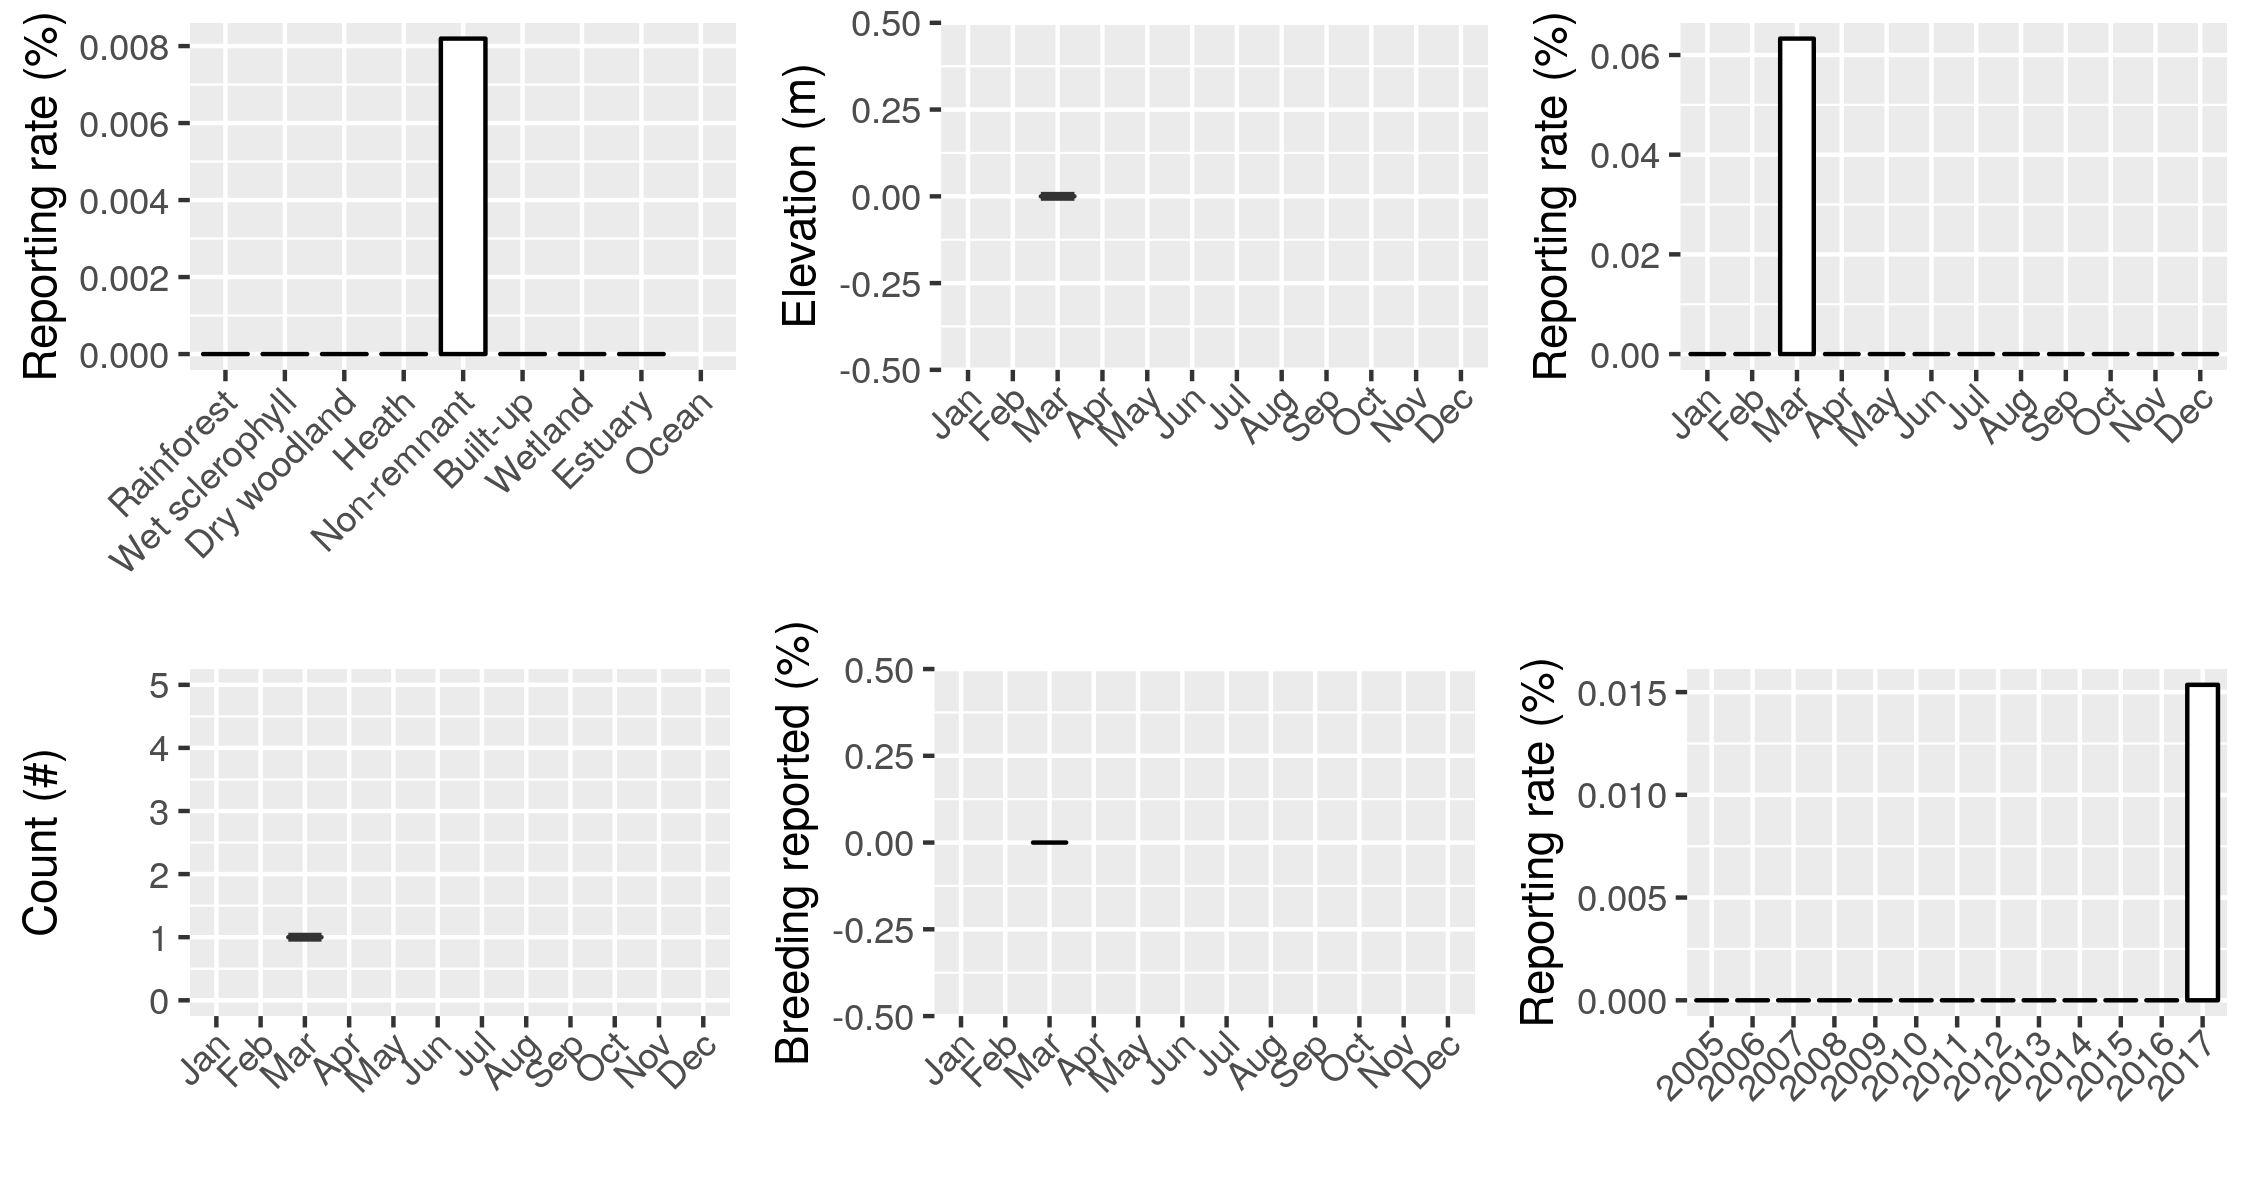 Reporting rate (%)
0.008
0.006
0.004
0.002
0.000
Rainforest
Wet sclerophyll
Dry woodland
Heath
Non-remnant
Built-up
Wetland
Estuary
Ocean
Elevation (m)
0.50
0.25
0.00
-0.25
-0.50
Jan
Feb
Mar
Apr
May
Jun
Jul
Aug
Sep
Oct
Nov
Dec
Reporting rate (%)
0.06
0.04
0.02
0.00
Jan
Feb
Mar
Apr
May
Jun
Jul
Aug
Sep
Oct
Nov
Dec
Count (#)
5
4
3
2
1
0
Jan
Feb
Mar
Apr
May
Jun
Jul
Aug
Sep
Oct
Nov
Dec
Breeding reported (%)
0.50
0.25
0.00
-0.25
-0.50
Jan
Feb
Mar
Apr
May
Jun
Jul
Aug
Sep
Oct
Nov
Dec
Reporting rate (%)
0.015
0.010
0.005
0.000
2005
2006
2007
2008
2009
2010
2011
2012
2013
2014
2015
2016
2017